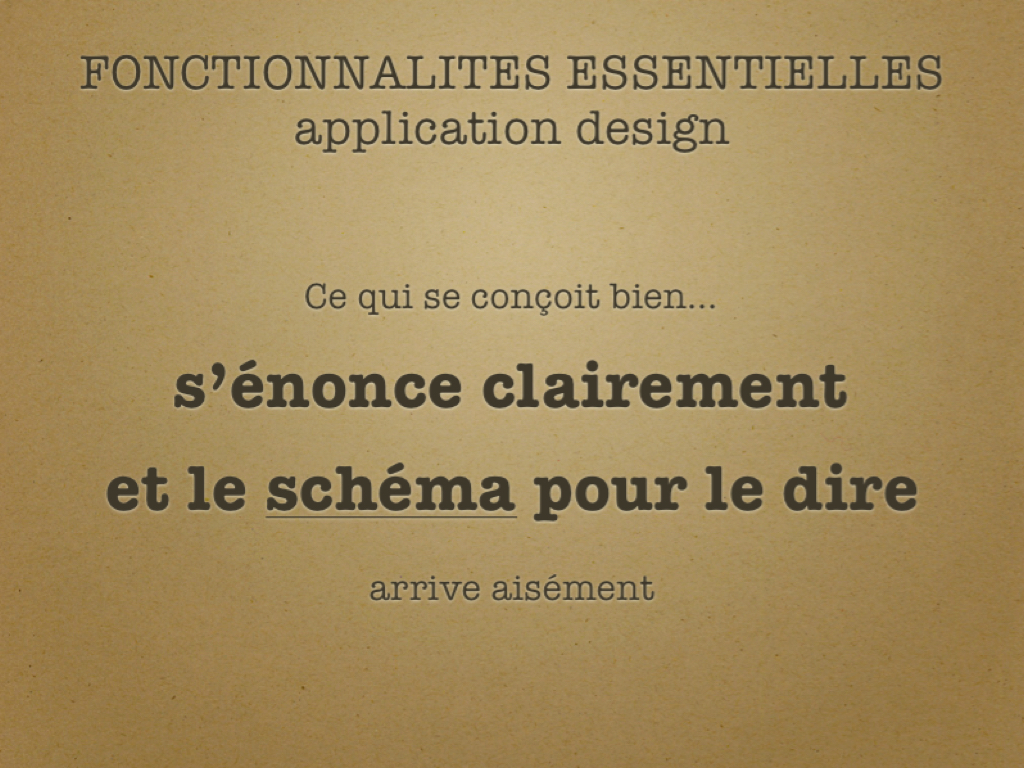 FONCTIONNALITES ESSENTIELLES
application design
Ce qui se conçoit bien...
s’énonce clairement
et le schéma pour le dire
arrive aisément